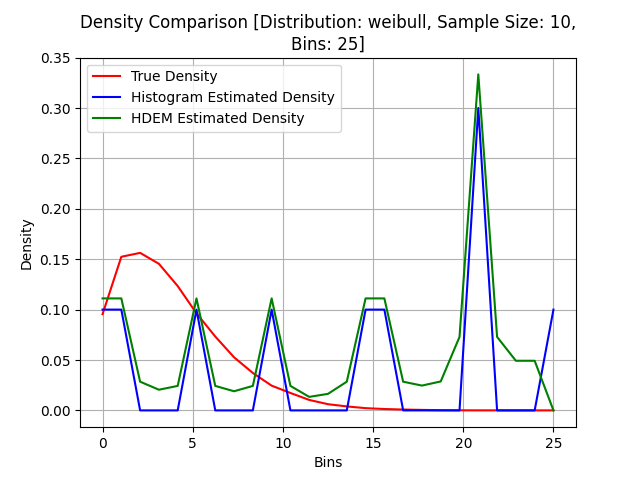 Density Comparison [Distribution: weibull, Sample Size: 10,
Bins: 25]
True Density
Histogram Estimated Density
HDEM Estimated Density
Density
0.35
0.30
0.25
0.20
0.15
0.10
0.05
0.00
0 5 10 15 20 25
Bins